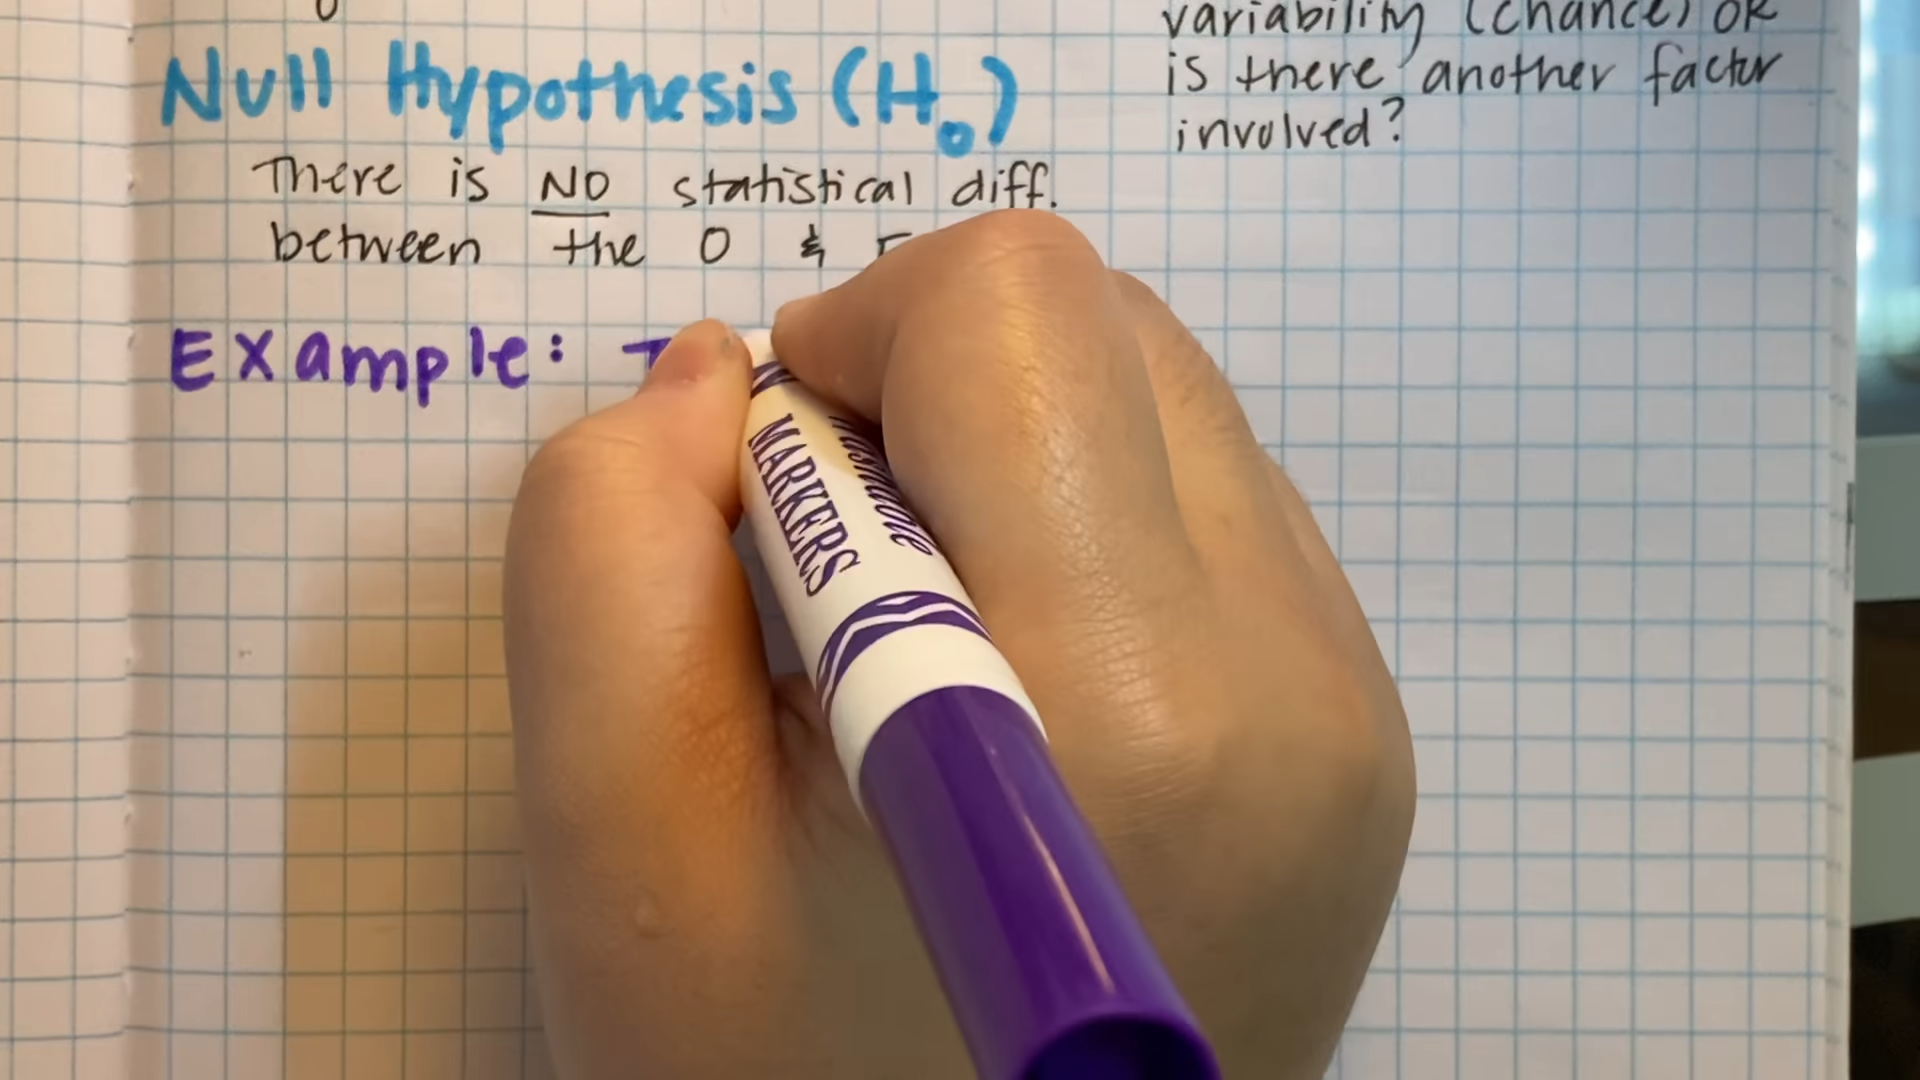 variability (chance) OR
is there another factor
involved?
Null Hypothesis (H₀)
There is NO statistical diff.
between the O &
Example:
MARKERS